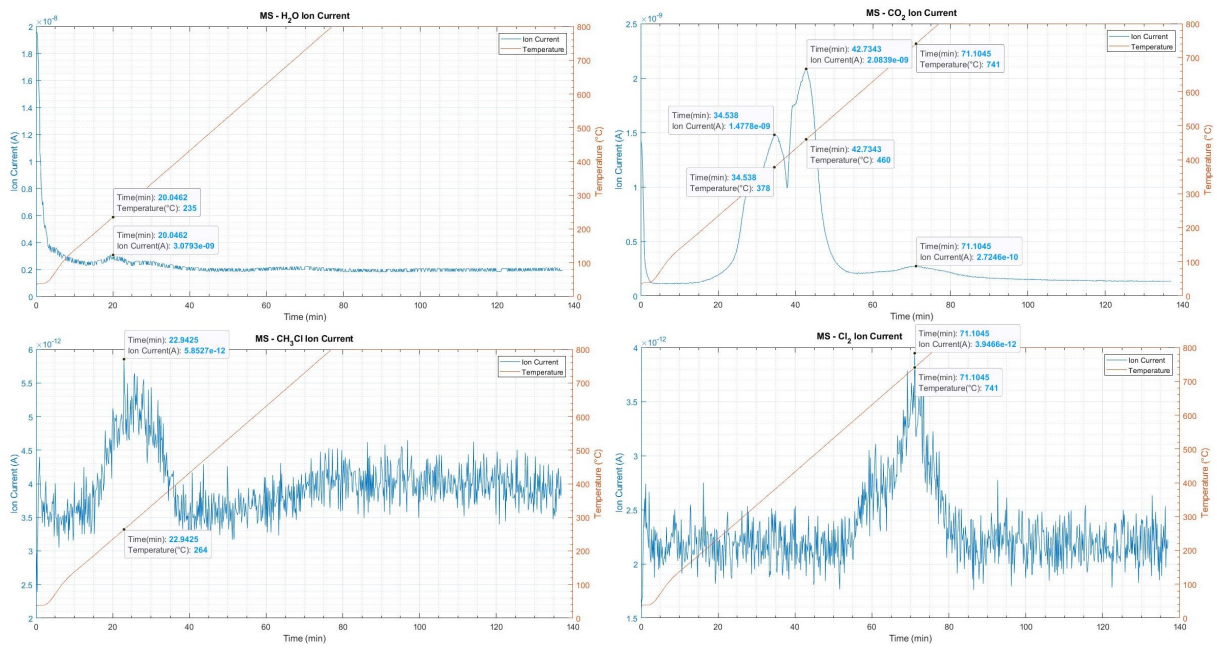 MS - H2O Ion Current
×10-8
2
1.8
1.6
1.4
1.2
1
0.8
0.6
0.4
0.2
0
Ion Current (A)
800
700
600
500
400
300
200
100
0
Temperature (°C)
Ion Current
Temperature
Time(min): 20.0462
Temperature(°C): 235
Time(min): 20.0462
Ion Current(A): 3.0793e-09
0 20 40 60 80 100 120 140
Time (min)
MS - CO2 Ion Current
×10-9
2.5
2
1.5
1
0.5
0
Ion Current (A)
800
700
600
500
400
300
200
100
0
Temperature (°C)
Ion Current
Temperature
Time(min): 42.7343
Ion Current(A): 2.0839e-09
Time(min): 71.1045
Temperature(°C): 741
Time(min): 34.538
Ion Current(A): 1.4778e-09
Time(min): 42.7343
Temperature(°C): 460
Time(min): 34.538
Temperature(°C): 378
Time(min): 71.1045
Ion Current(A): 2.7246e-10
0 20 40 60 80 100 120 140
Time (min)
MS - CH3Cl Ion Current
×10-12
6
5.5
5
4.5
4
3.5
3
2.5
2
Ion Current (A)
800
700
600
500
400
300
200
100
0
Temperature (°C)
Ion Current
Temperature
Time(min): 22.9425
Ion Current(A): 5.8527e-12
Time(min): 22.9425
Temperature(°C): 264
0 20 40 60 80 100 120 140
Time (min)
MS - Cl2 Ion Current
×10-12
4
3.5
3
2.5
2
1.5
Ion Current (A)
800
700
600
500
400
300
200
100
0
Temperature (°C)
Ion Current
Temperature
Time(min): 71.1045
Ion Current(A): 3.9466e-12
Time(min): 71.1045
Temperature(°C): 741
0 20 40 60 80 100 120 140
Time (min)